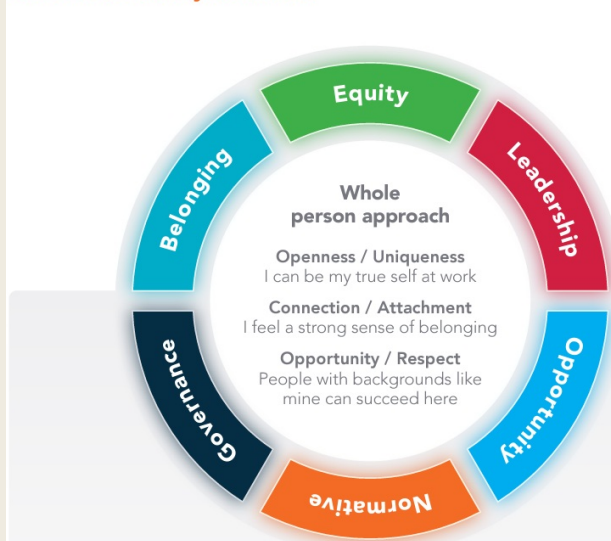 Equity
Leadership
Opportunity
Normative
Governance
Belonging
Whole
person approach
Openness / Uniqueness
I can be my true self at work
Connection / Attachment
I feel a strong sense of belonging
Opportunity / Respect
People with backgrounds like
mine can succeed here